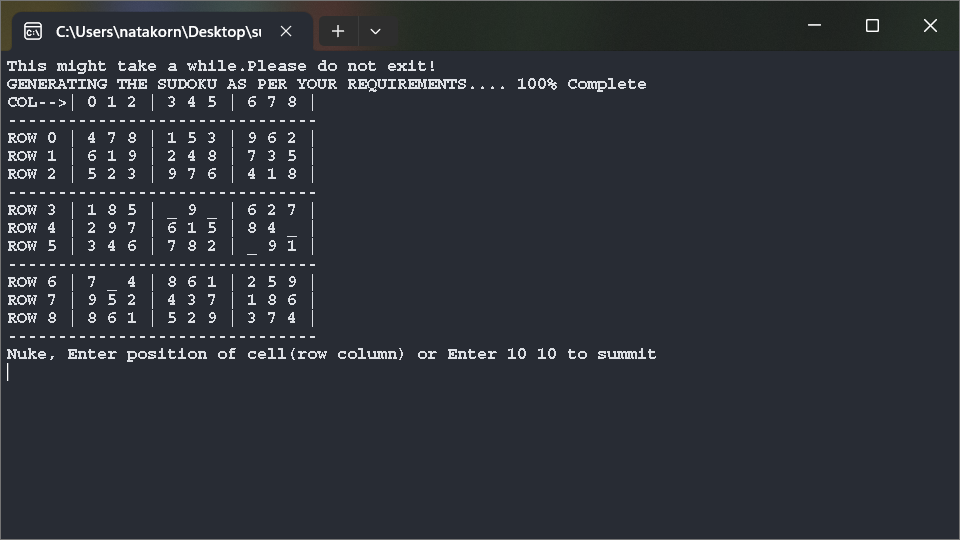 C:\Users\natakorn\Desktop\su
This might take a while.Please do not exit!
GENERATING THE SUDOKU AS PER YOUR REQUIREMENTS.... 100% Complete
COL-->| 0 1 2 | 3 4 5 | 6 7 8 |
-------------------------------
ROW 0 | 4 7 8 | 1 5 3 | 9 6 2 |
ROW 1 | 6 1 9 | 2 4 8 | 7 3 5 |
ROW 2 | 5 2 3 | 9 7 6 | 4 1 8 |
-------------------------------
ROW 3 | 1 8 5 | _ 9 _ | 6 2 7 |
ROW 4 | 2 9 7 | 6 1 5 | 8 4 _ |
ROW 5 | 3 4 6 | 7 8 2 | _ 9 1 |
-------------------------------
ROW 6 | 7 _ 4 | 8 6 1 | 2 5 9 |
ROW 7 | 9 5 2 | 4 3 7 | 1 8 6 |
ROW 8 | 8 6 1 | 5 2 9 | 3 7 4 |
-------------------------------
Nuke, Enter position of cell(row column) or Enter 10 10 to summit